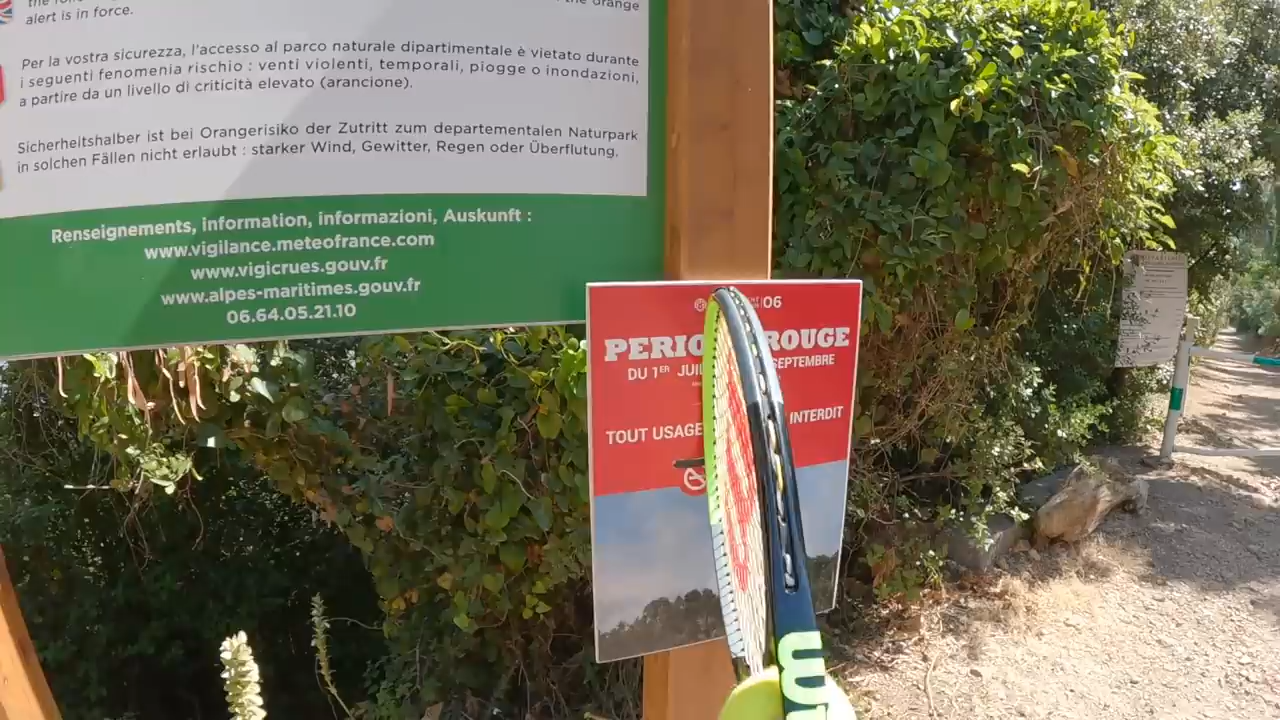 alert is in force.
the orange
Per la vostra sicurezza, l'accesso al parco naturale dipartimentale è vietato durante
i seguenti fenomenia rischio : venti violenti, temporali, piogge o inondazioni,
a partire da un livello di criticità elevato (arancione).
Sicherheitshalber ist bei Orangerisiko der Zutritt zum departementalen Naturpark
in solchen Fällen nicht erlaubt : starker Wind, Gewitter, Regen oder Überflutung.
Renseignements, information, informazioni, Auskunft :
www.vigilance.meteofrance.com
www.vigicrues.gouv.fr
www.alpes-maritimes.gouv.fr
06.64.05.21.10
06
ROUGE
DU 1ER SEPTEMBRE
TOUT USAGE INTERDIT